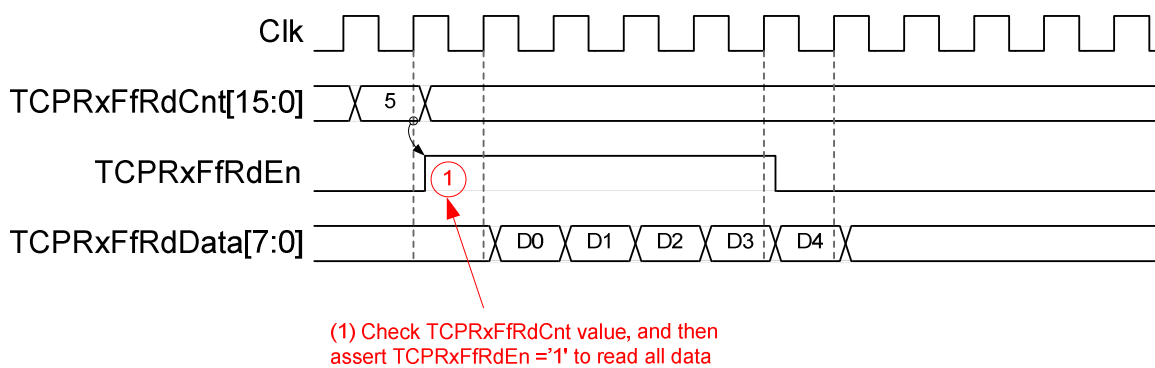 Clk
TCPRxFfRdCnt[15:0]
5
TCPRxFfRdEn
1
TCPRxFfRdData[7:0]
D0 D1 D2 D3 D4
(1) Check TCPRxFfRdCnt value, and then
assert TCPRxFfRdEn ='1' to read all data